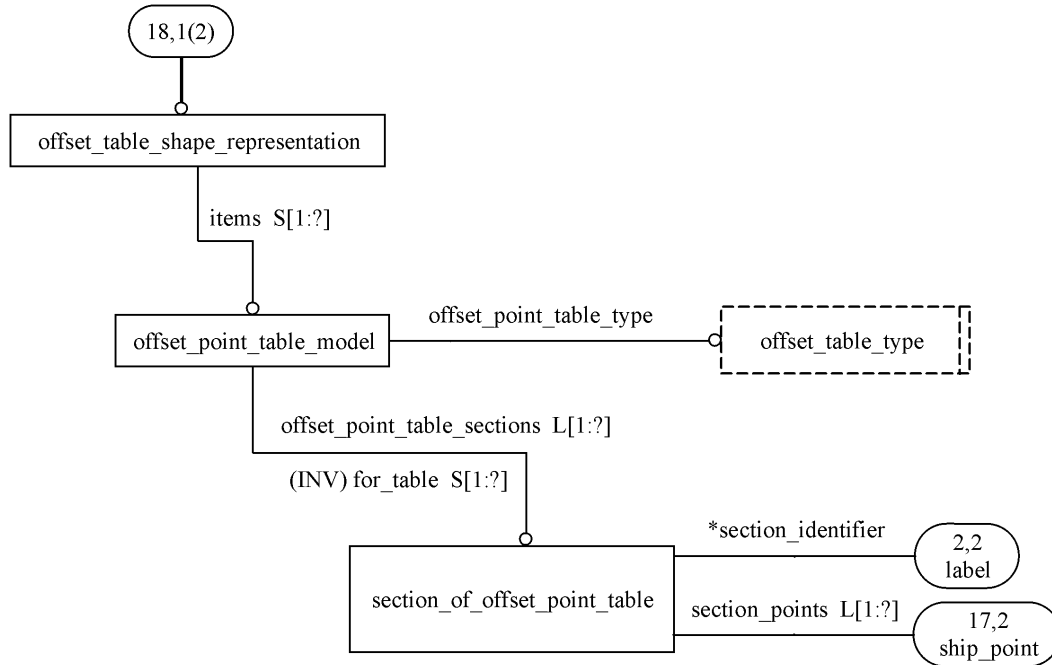 18,1(2)
offset_table_shape_representation
items S[1:?]
offset_point_table_type
offset_point_table_model
offset_table_type
offset_point_table_sections L[1:?]
(INV) for_table S[1:?]
*section_identifier
2,2
label
section_of_offset_point_table
section_points L[1:?]
17,2
ship_point